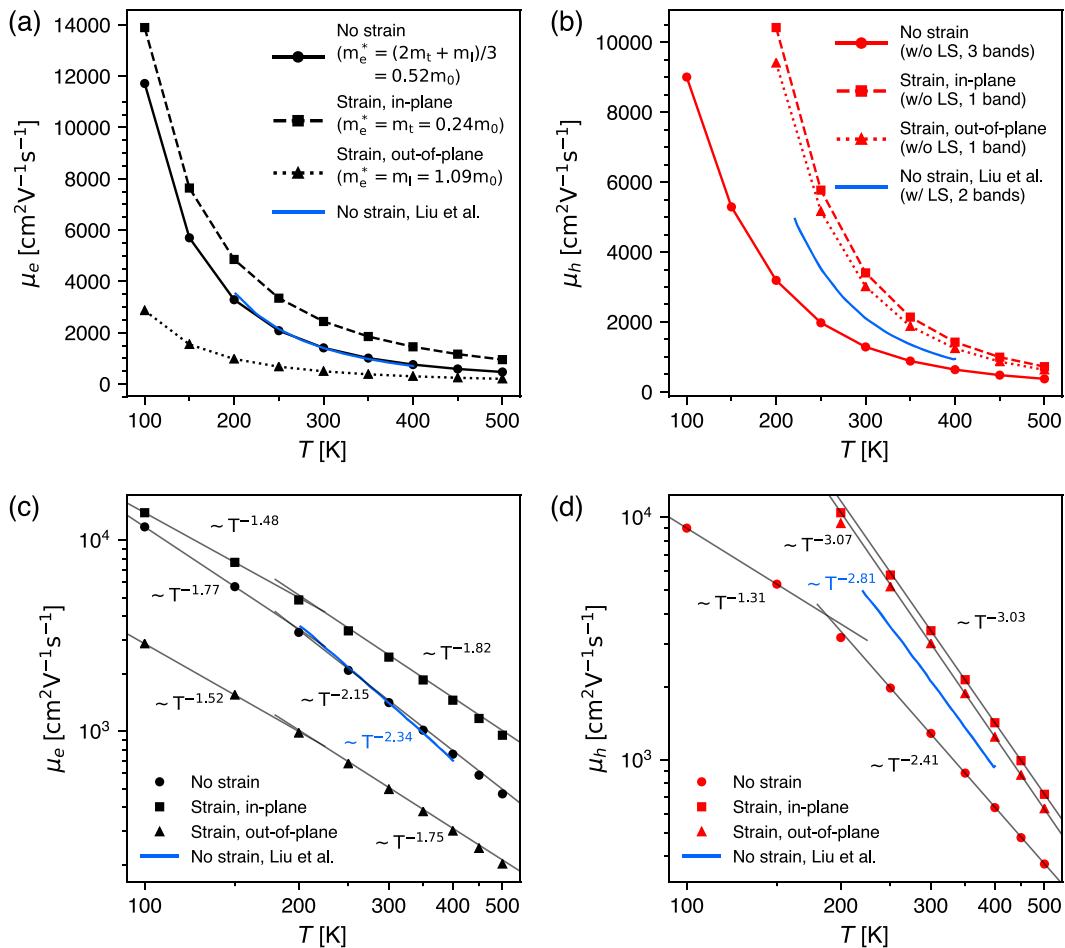 (a)
14000
12000
10000
8000
6000
4000
2000
0
μₑ [cm²V⁻¹s⁻¹]
100
200
300
400
500
T [K]
No strain
(mₑ* = (2mₜ + mₗ)/3
= 0.52m₀)
Strain, in-plane
(mₑ* = mₜ = 0.24m₀)
Strain, out-of-plane
(mₑ* = mₗ = 1.09m₀)
No strain, Liu et al.
(b)
10000
8000
6000
4000
2000
0
μₕ [cm²V⁻¹s⁻¹]
100
200
300
400
500
T [K]
No strain
(w/o LS, 3 bands)
Strain, in-plane
(w/o LS, 1 band)
Strain, out-of-plane
(w/o LS, 1 band)
No strain, Liu et al.
(w/ LS, 2 bands)
(c)
10⁴
10³
μₑ [cm²V⁻¹s⁻¹]
100
200
300
400
500
T [K]
~ T⁻¹·⁴⁸
~ T⁻¹·⁷⁷
~ T⁻¹·⁸²
~ T⁻¹·⁵²
~ T⁻²·¹⁵
~ T⁻²·³⁴
~ T⁻¹·⁷⁵
No strain
Strain, in-plane
Strain, out-of-plane
No strain, Liu et al.
(d)
10⁴
10³
μₕ [cm²V⁻¹s⁻¹]
100
200
300
400
500
T [K]
~ T⁻³·⁰⁷
~ T⁻²·⁸¹
~ T⁻¹·³¹
~ T⁻³·⁰³
~ T⁻²·⁴¹
No strain
Strain, in-plane
Strain, out-of-plane
No strain, Liu et al.